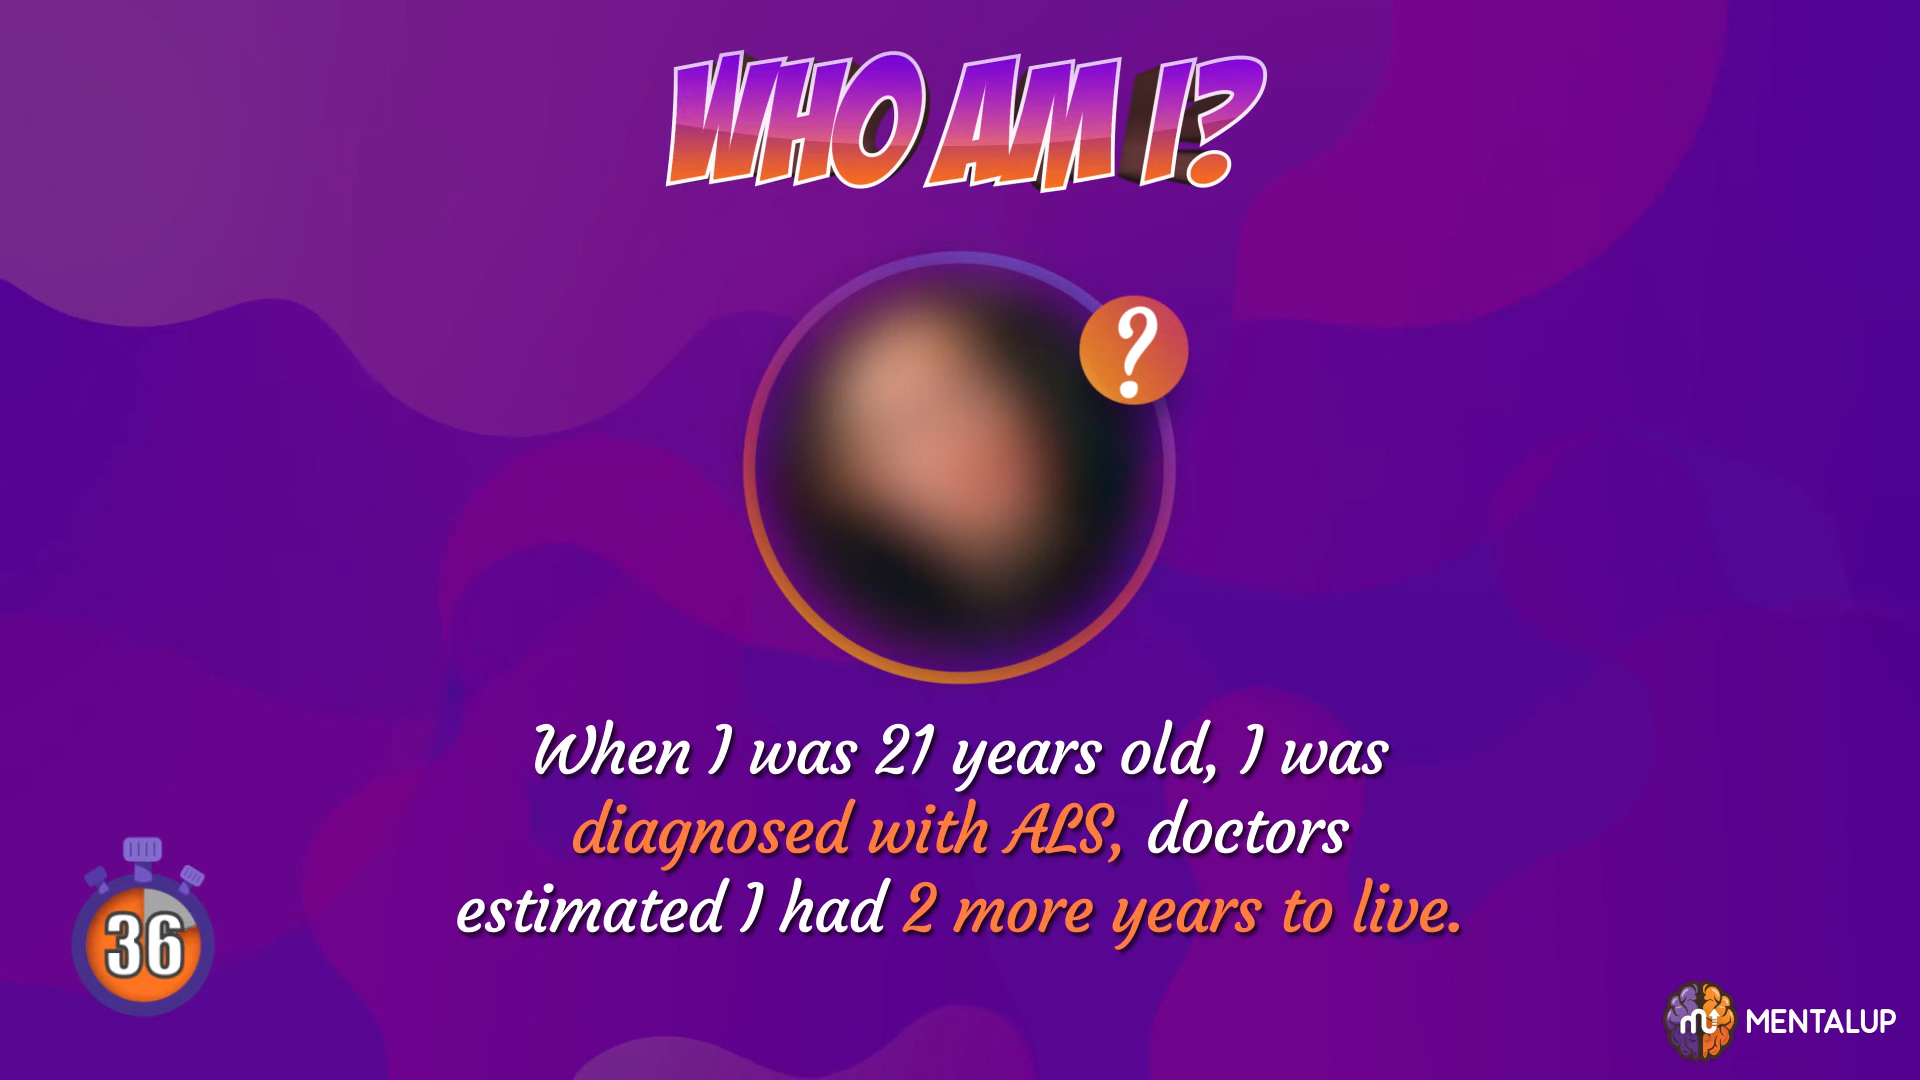 WHO AM I?
?
When I was 21 years old, I was
diagnosed with ALS, doctors
estimated I had 2 more years to live.
36
MENTALUP